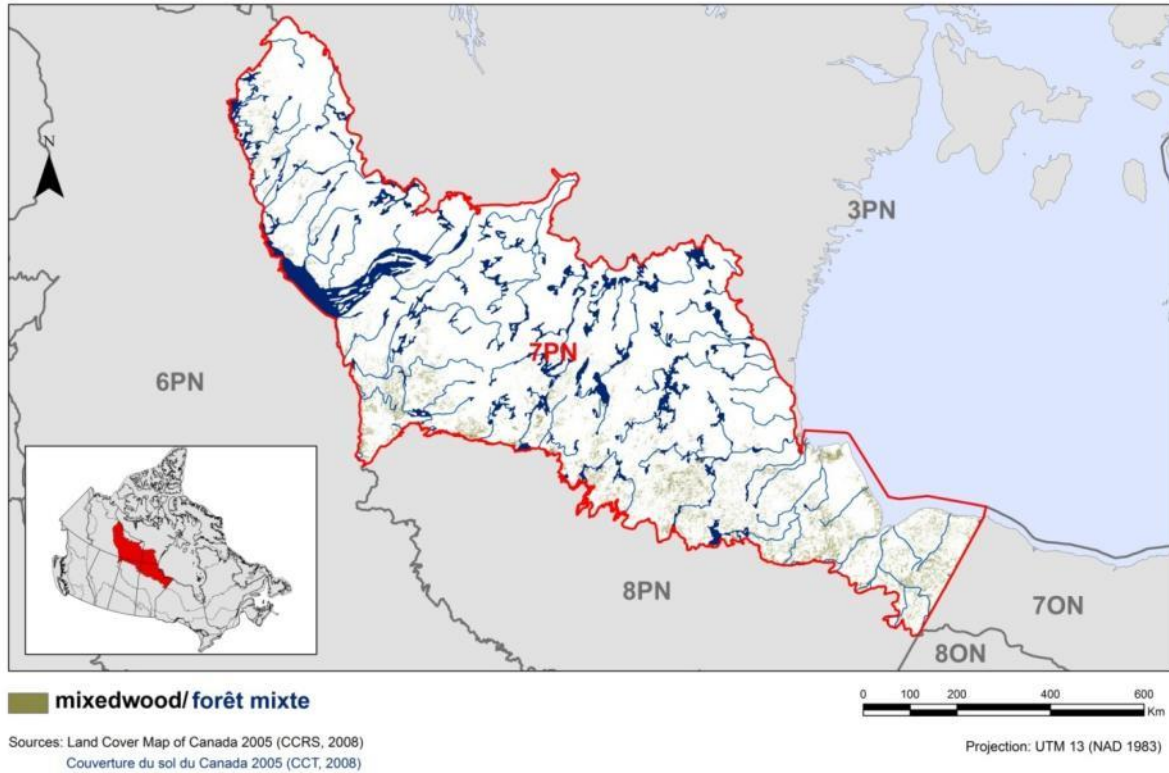 N
3PN
7PN
6PN
8PN
7ON
8ON
mixedwood/ forêt mixte
0 100 200 400 600
Km
Sources: Land Cover Map of Canada 2005 (CCRS, 2008)
Couverture du sol du Canada 2005 (CCT, 2008)
Projection: UTM 13 (NAD 1983)